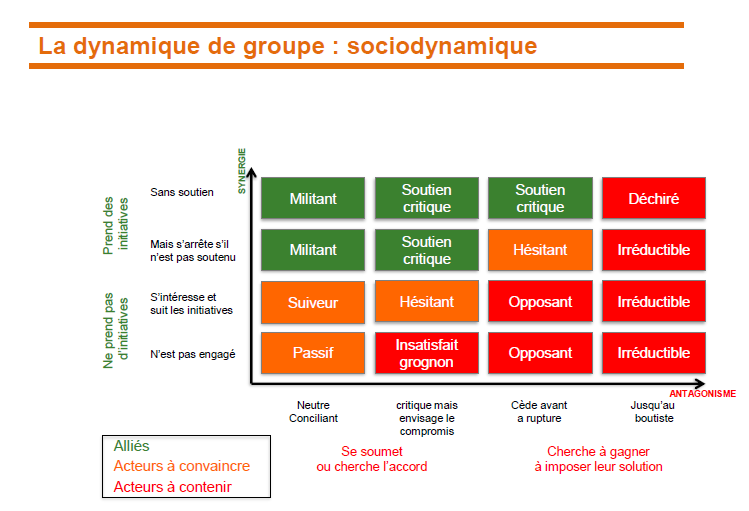 La dynamique de groupe : sociodynamique
SYNERGIE
Prend des
initiatives
Sans soutien
Militant
Soutien
critique
Soutien
critique
Déchiré
Mais s'arrête s'il
n'est pas soutenu
Militant
Soutien
critique
Hésitant
Irréductible
Ne prend pas
d'initiatives
S'intéresse et
suit les initiatives
Suiveur
Hésitant
Opposant
Irréductible
N'est pas engagé
Passif
Insatisfait
grognon
Opposant
Irréductible
ANTAGONISME
Neutre
Conciliant
critique mais
envisage le
compromis
Cède avant
a rupture
Jusqu'au
boutiste
Se soumet
ou cherche l'accord
Cherche à gagner
à imposer leur solution
Alliés
Acteurs à convaincre
Acteurs à contenir